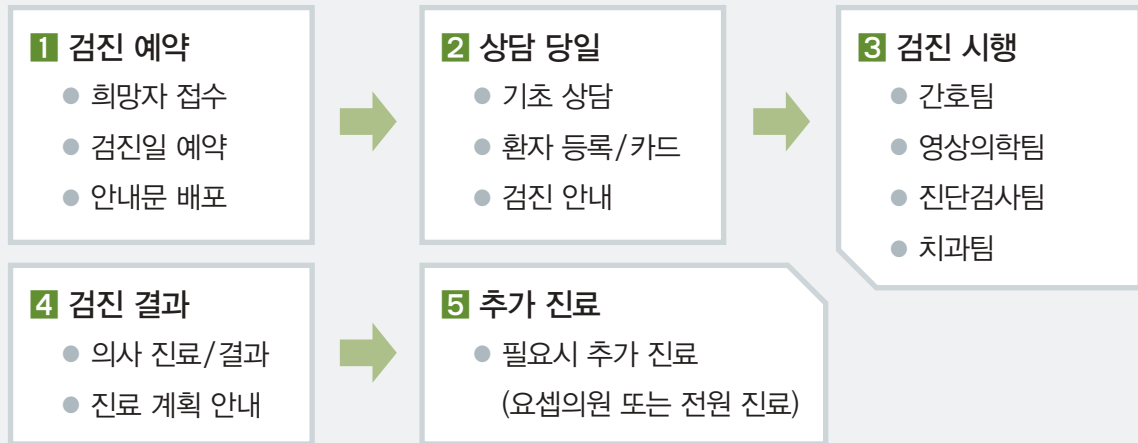 1 검진 예약
● 희망자 접수
● 검진일 예약
● 안내문 배포
2 상담 당일
● 기초 상담
● 환자 등록/카드
● 검진 안내
3 검진 시행
● 간호팀
● 영상의학팀
● 진단검사팀
● 치과팀
4 검진 결과
● 의사 진료/결과
● 진료 계획 안내
5 추가 진료
● 필요시 추가 진료
(요셉의원 또는 전원 진료)